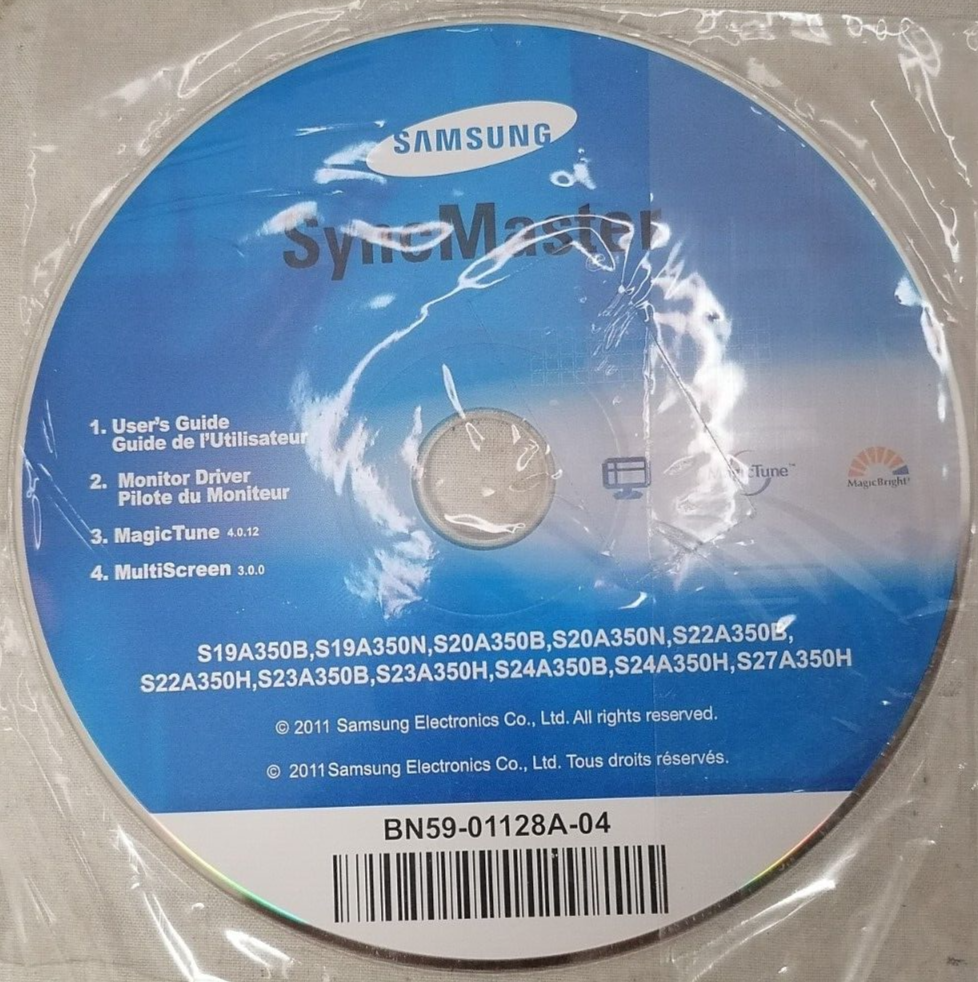 SAMSUNG
SyncMaster
1. User's Guide
Guide de l'Utilisateur
2. Monitor Driver
Pilote du Moniteur
3. MagicTune 4.0.12
4. MultiScreen 3.0.0
MagicBright³
S19A350B,S19A350N,S20A350B,S20A350N,S22A350B,
S22A350H,S23A350B,S23A350H,S24A350B,S24A350H,S27A350H
© 2011 Samsung Electronics Co., Ltd. All rights reserved.
© 2011 Samsung Electronics Co., Ltd. Tous droits réservés.
BN59-01128A-04